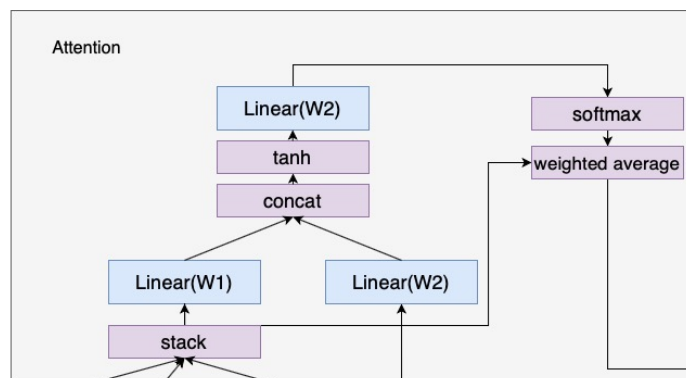 Attention
Linear(W2)
softmax
tanh
weighted average
concat
Linear(W1)
Linear(W2)
stack